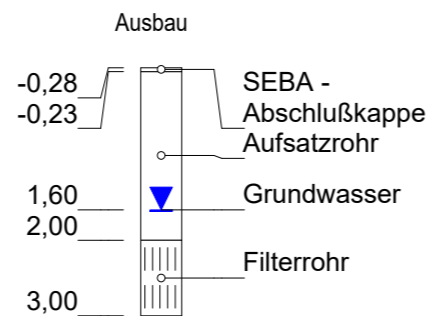 Ausbau
-0,28
-0,23
SEBA -
Abschlußkappe
Aufsatzrohr
1,60
Grundwasser
2,00
Filterrohr
3,00